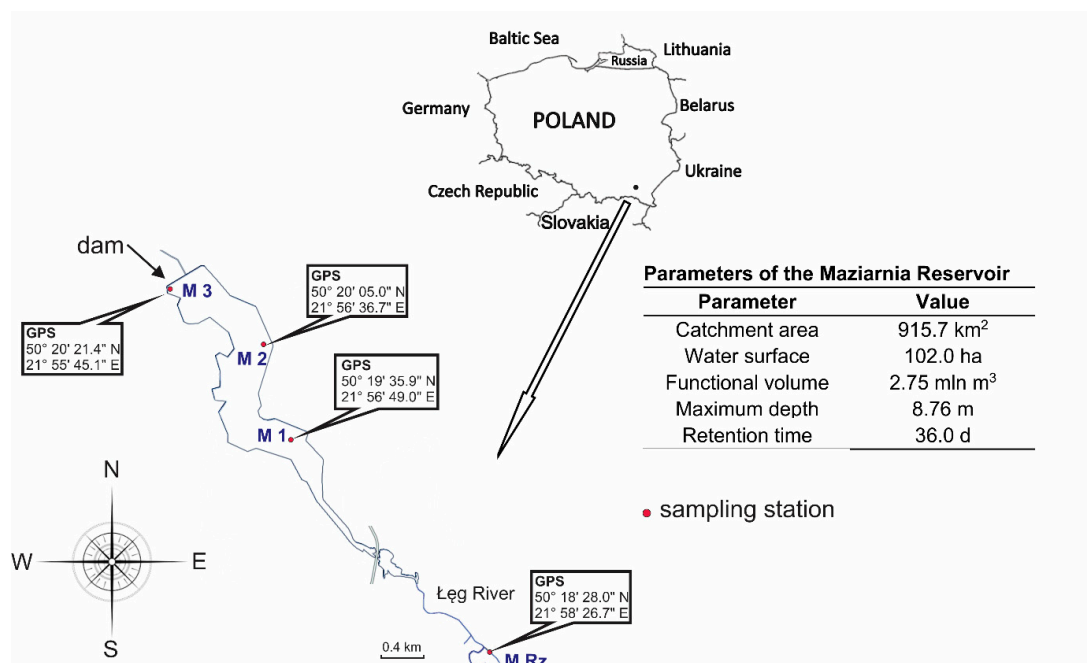 Baltic Sea
Lithuania
Russia
Germany
POLAND
Belarus
Ukraine
Czech Republic
Slovakia
dam
M 3
GPS
50° 20' 21.4" N
21° 55' 45.1" E
GPS
50° 20' 05.0" N
21° 56' 36.7" E
M 2
GPS
50° 19' 35.9" N
21° 56' 49.0" E
M 1
Parameters of the Maziarnia Reservoir
Parameter Value
Catchment area 915.7 km²
Water surface 102.0 ha
Functional volume 2.75 mln m³
Maximum depth 8.76 m
Retention time 36.0 d
sampling station
N
W
E
S
Łęg River
GPS
50° 18' 28.0" N
21° 58' 26.7" E
0.4 km
M Rz